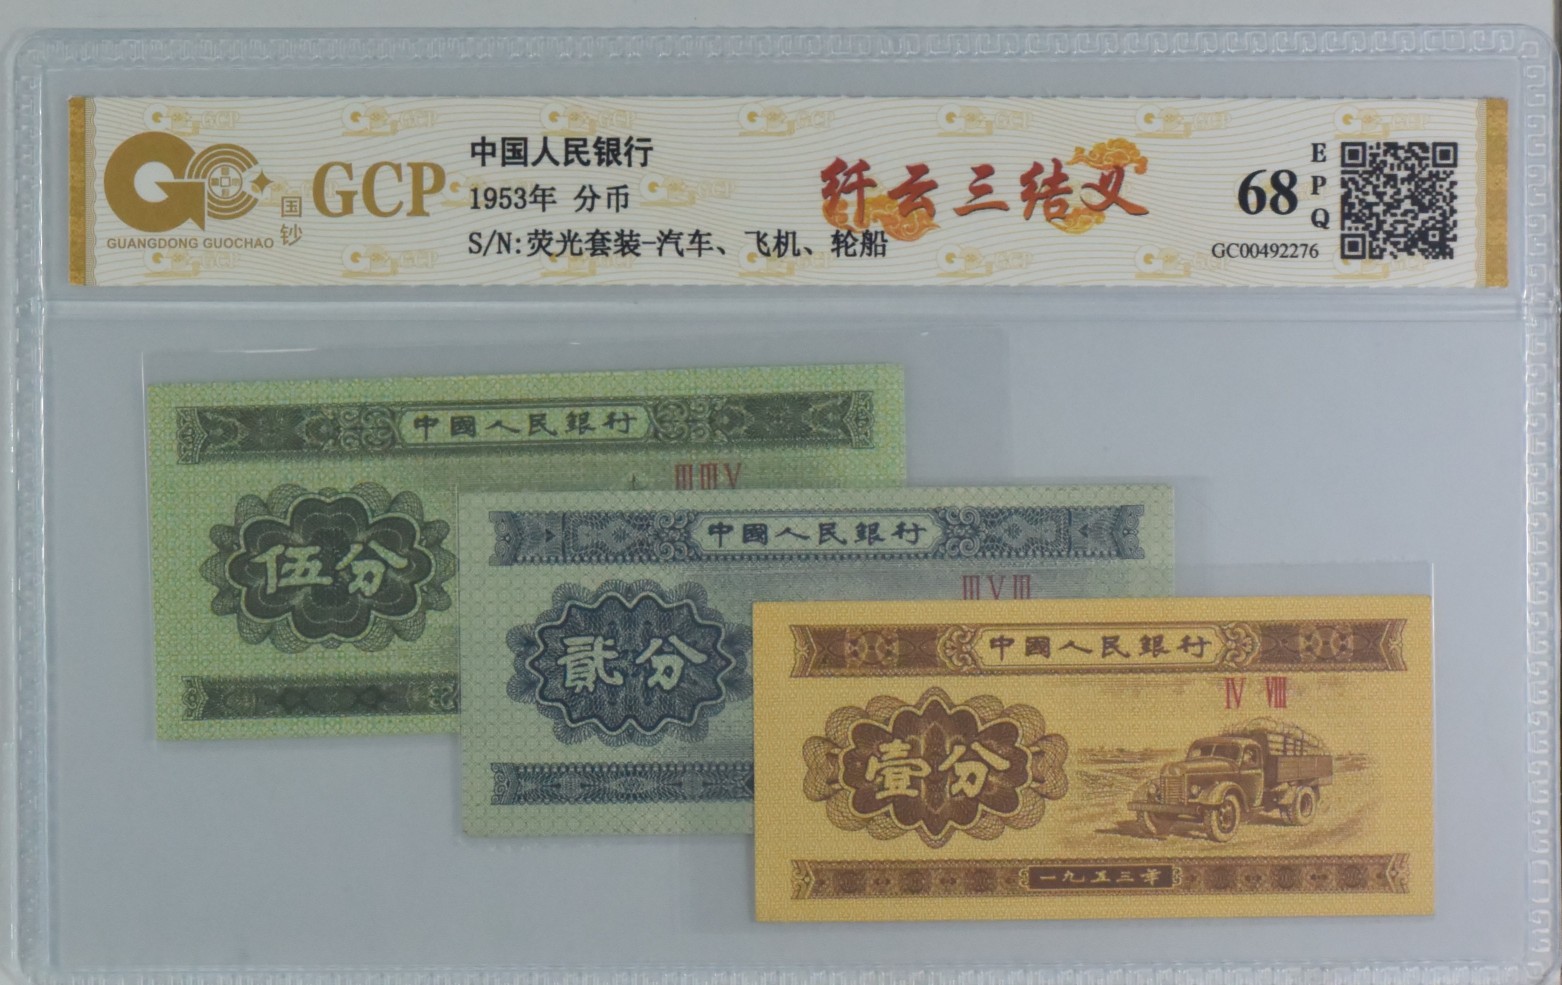 中国人民银行
1953年 分币
S/N:荧光套装-汽车、飞机、轮船
GCP
国钞
GUANGDONG GUOCHAO
纤云三结义
68
EPQ
GC00492276
中國人民銀行
III III V
伍分
中國人民銀行
III V III
貳分
中國人民銀行
IV VIII
壹分
一九五三年